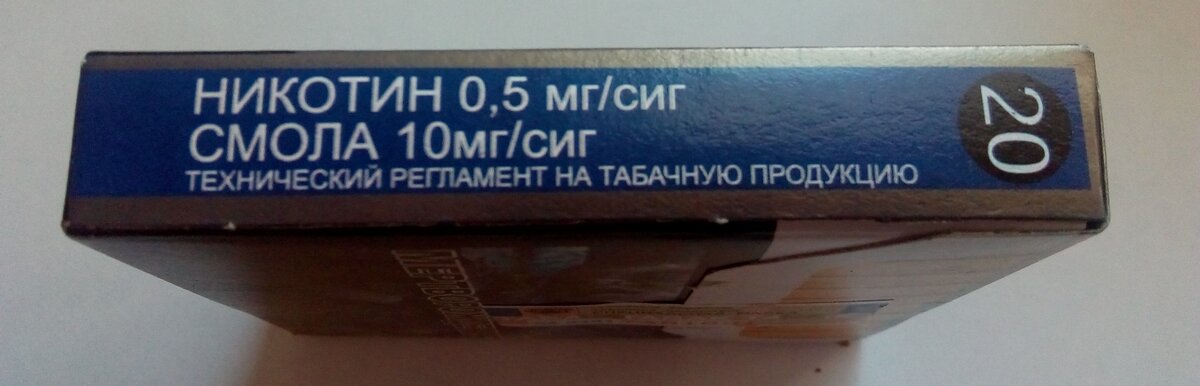 НИКОТИН 0,5 мг/сиг
СМОЛА 10мг/сиг
ТЕХНИЧЕСКИЙ РЕГЛАМЕНТ НА ТАБАЧНУЮ ПРОДУКЦИЮ
20